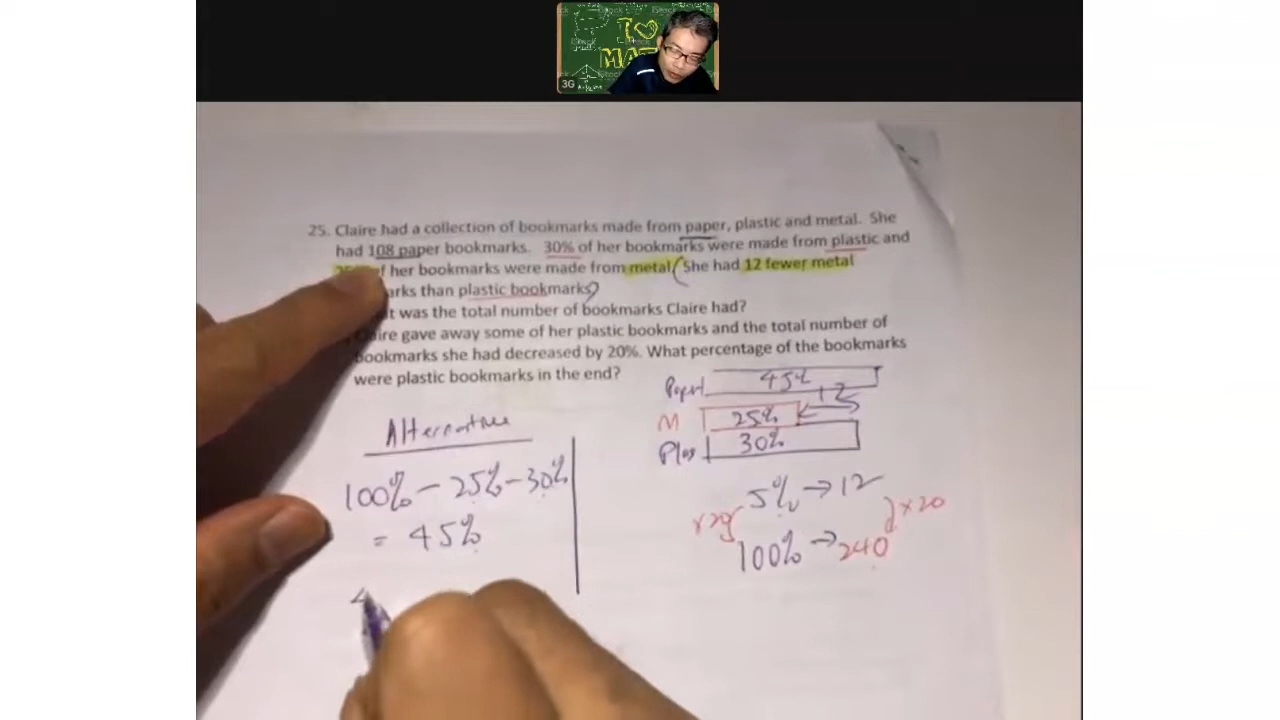 I ♡
MAT
3G
25. Claire had a collection of bookmarks made from paper, plastic and metal. She
had 108 paper bookmarks. 30% of her bookmarks were made from plastic and
of her bookmarks were made from metal. She had 12 fewer metal
than plastic bookmarks.
was the total number of bookmarks Claire had?
Claire gave away some of her plastic bookmarks and the total number of
bookmarks she had decreased by 20%. What percentage of the bookmarks
were plastic bookmarks in the end?
Paper 45%
12
M 25%
Plas 30%
Alternative
100% - 25% - 30%
= 45%
4
5% → 12
×20 ×20
100% → 240